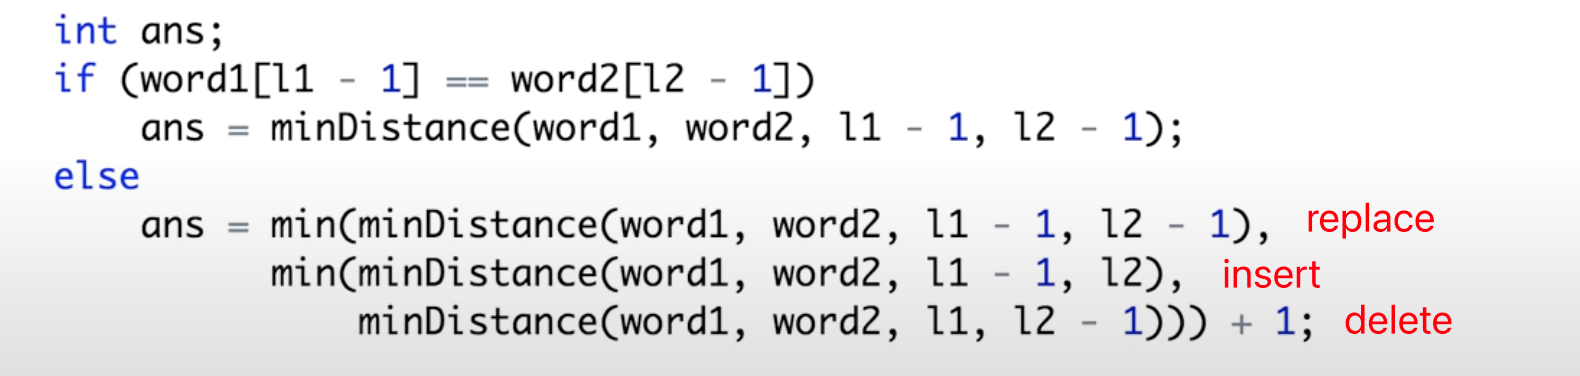 int ans;
if (word1[l1 - 1] == word2[l2 - 1])
    ans = minDistance(word1, word2, l1 - 1, l2 - 1);
else
    ans = min(minDistance(word1, word2, l1 - 1, l2 - 1), replace
          min(minDistance(word1, word2, l1 - 1, l2), insert
              minDistance(word1, word2, l1, l2 - 1))) + 1; delete